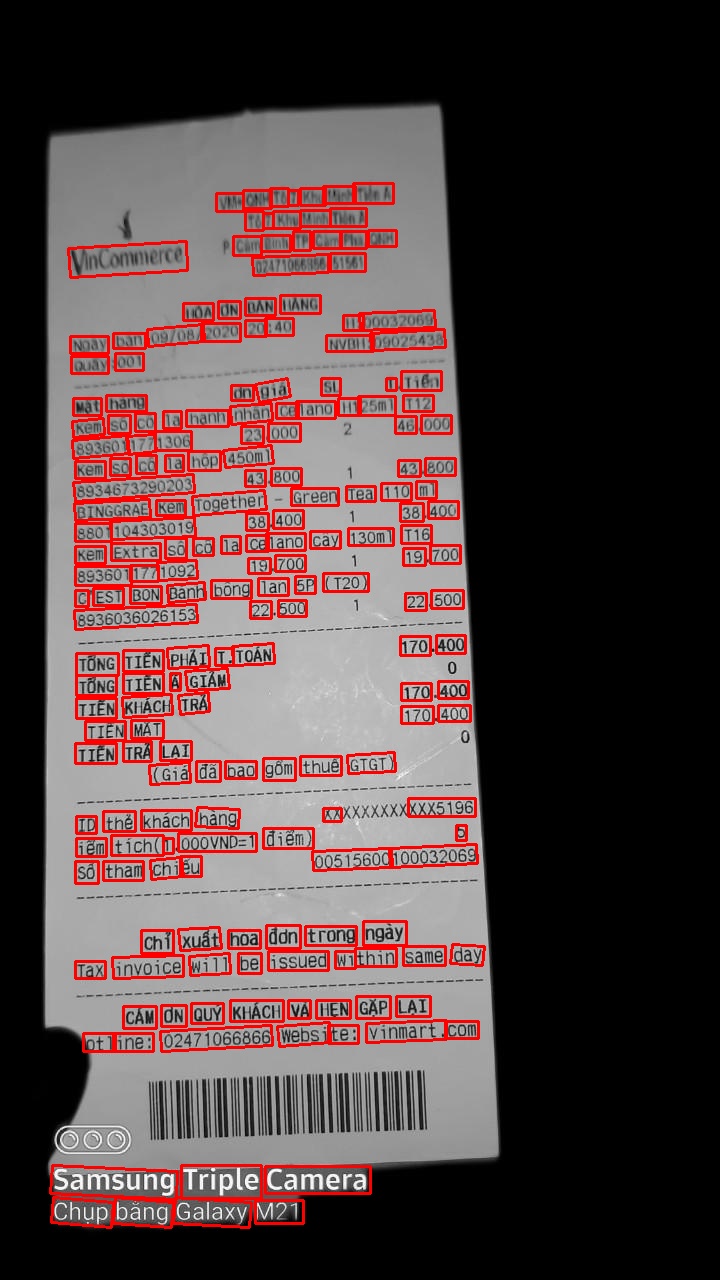 VinCommerce
VM+ QNH Tổ 7 Khu Minh Tiến A
Tổ 7 Khu Minh Tiến A
P Cẩm Bình TP Cẩm Phả QNH
02471066866 51561
HÓA ĐƠN BÁN HÀNG
Ngày bán 09/08/2020 20:40 H:00032069
quầy 001 NVBH:09025438
Mặt hàng Đơn giá SL T.Tiền
Kem sô cô la hạnh nhân Celano H125ml T12
8936011771306 23.000 2 46.000
Kem sô cô la hộp 450ml
8934673290203 43.800 1 43.800
BINGGRAE Kem Together - Green Tea 110 ml
8801104303019 38.400 1 38.400
Kem Extra sô cô la Celano cây 130ml T16
8936011771092 19.700 1 19.700
C'EST BON Bánh bông lan 5P (T20)
8936036026153 22.500 1 22.500
TỔNG TIỀN PHẢI T.TOÁN 170.400
TỔNG TIỀN Đ GIẢM 0
TIỀN KHÁCH TRẢ 170.400
TIỀN MẶT 170.400
TIỀN TRẢ LẠI 0
(Giá đã bao gồm thuế GTGT)
ID thẻ khách hàng XXXXXXXXXXXX5196
iểm tích(1.000VND=1 điểm) 5
Số tham chiếu 00515600100032069
Chỉ xuất hóa đơn trong ngày
Tax invoice will be issued within same day
CẢM ƠN QUÝ KHÁCH VÀ HẸN GẶP LẠI
otline: 02471066866 Website: vinmart.com
Samsung Triple Camera
Chụp bằng Galaxy M21